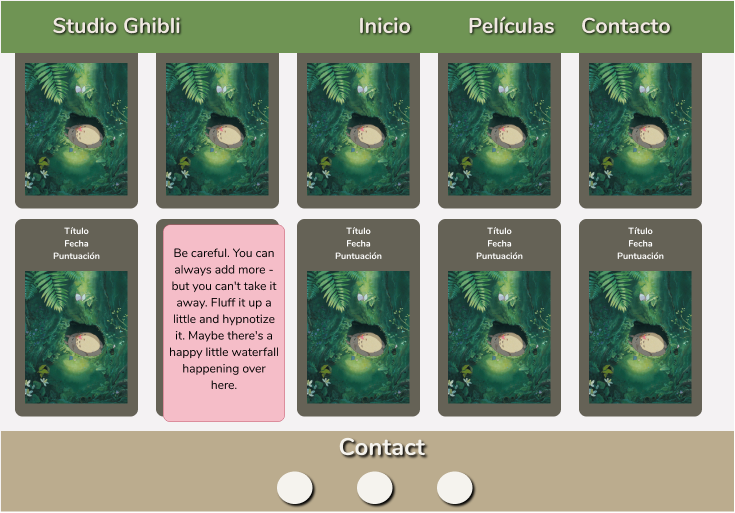 Studio Ghibli Inicio Películas Contacto
Título Título Título Título
Fecha Fecha Fecha Fecha
Puntuación Puntuación Puntuación Puntuación
Be careful. You can
always add more -
but you can't take it
away. Fluff it up a
little and hypnotize
it. Maybe there's a
happy little waterfall
happening over
here.
Contact